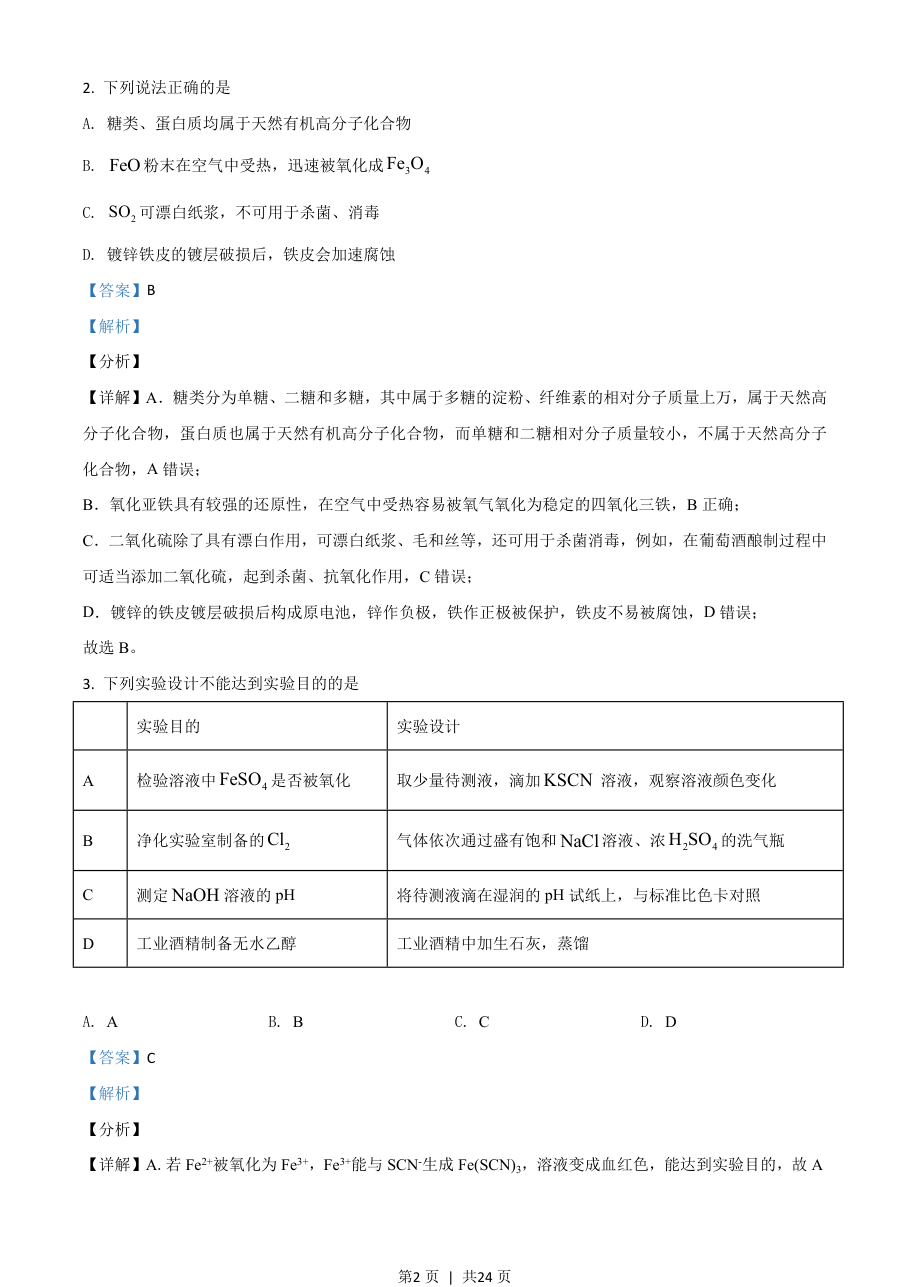 2. 下列说法正确的是
A. 糖类、蛋白质均属于天然有机高分子化合物
B. FeO粉末在空气中受热，迅速被氧化成Fe₃O₄
C. SO₂可漂白纸浆，不可用于杀菌、消毒
D. 镀锌铁皮的镀层破损后，铁皮会加速腐蚀
【答案】B
【解析】
【分析】
【详解】A．糖类分为单糖、二糖和多糖，其中属于多糖的淀粉、纤维素的相对分子质量上万，属于天然高
分子化合物，蛋白质也属于天然有机高分子化合物，而单糖和二糖相对分子质量较小，不属于天然高分子
化合物，A 错误；
B．氧化亚铁具有较强的还原性，在空气中受热容易被氧气氧化为稳定的四氧化三铁，B 正确；
C．二氧化硫除了具有漂白作用，可漂白纸浆、毛和丝等，还可用于杀菌消毒，例如，在葡萄酒酿制过程中
可适当添加二氧化硫，起到杀菌、抗氧化作用，C 错误；
D．镀锌的铁皮镀层破损后构成原电池，锌作负极，铁作正极被保护，铁皮不易被腐蚀，D 错误；
故选 B。
3. 下列实验设计不能达到实验目的的是
实验目的 实验设计
A 检验溶液中FeSO₄是否被氧化 取少量待测液，滴加KSCN 溶液，观察溶液颜色变化
B 净化实验室制备的Cl₂ 气体依次通过盛有饱和NaCl溶液、浓H₂SO₄的洗气瓶
C 测定NaOH溶液的 pH 将待测液滴在湿润的 pH 试纸上，与标准比色卡对照
D 工业酒精制备无水乙醇 工业酒精中加生石灰，蒸馏
A. A B. B C. C D. D
【答案】C
【解析】
【分析】
【详解】A. 若 Fe²⁺被氧化为 Fe³⁺，Fe³⁺能与 SCN⁻生成 Fe(SCN)₃，溶液变成血红色，能达到实验目的，故 A
第2 页 | 共24 页